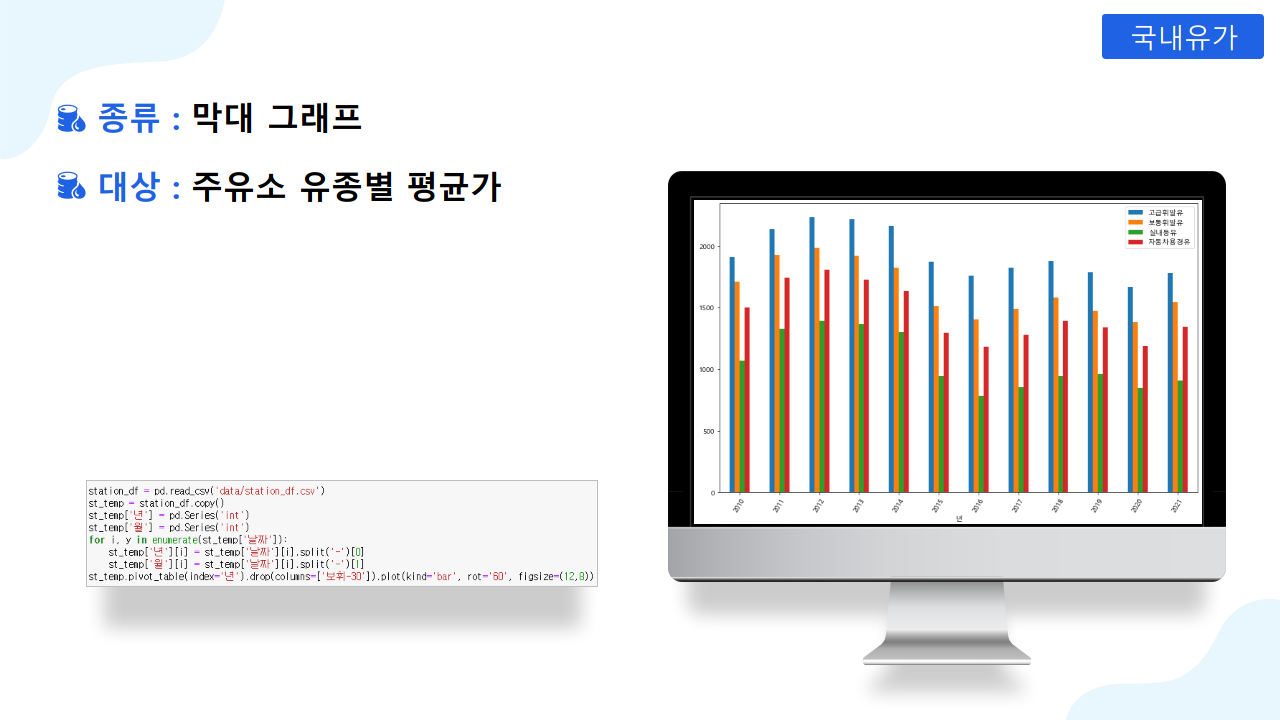 국내유가
종류 : 막대 그래프
대상 : 주유소 유종별 평균가
고급휘발유
보통휘발유
실내등유
자동차용경유
2000
1500
1000
500
0
2010 2011 2012 2013 2014 2015 2016 2017 2018 2019 2020 2021
년
station_df = pd.read_csv('data/station_df.csv')
st_temp = station_df.copy()
st_temp['년'] = pd.Series('int')
st_temp['월'] = pd.Series('int')
for i, y in enumerate(st_temp['날짜']):
st_temp['년'][i] = st_temp['날짜'][i].split('-')[0]
st_temp['월'][i] = st_temp['날짜'][i].split('-')[1]
st_temp.pivot_table(index='년').drop(columns=['보휘-30']).plot(kind='bar', rot='60', figsize=(12,8))